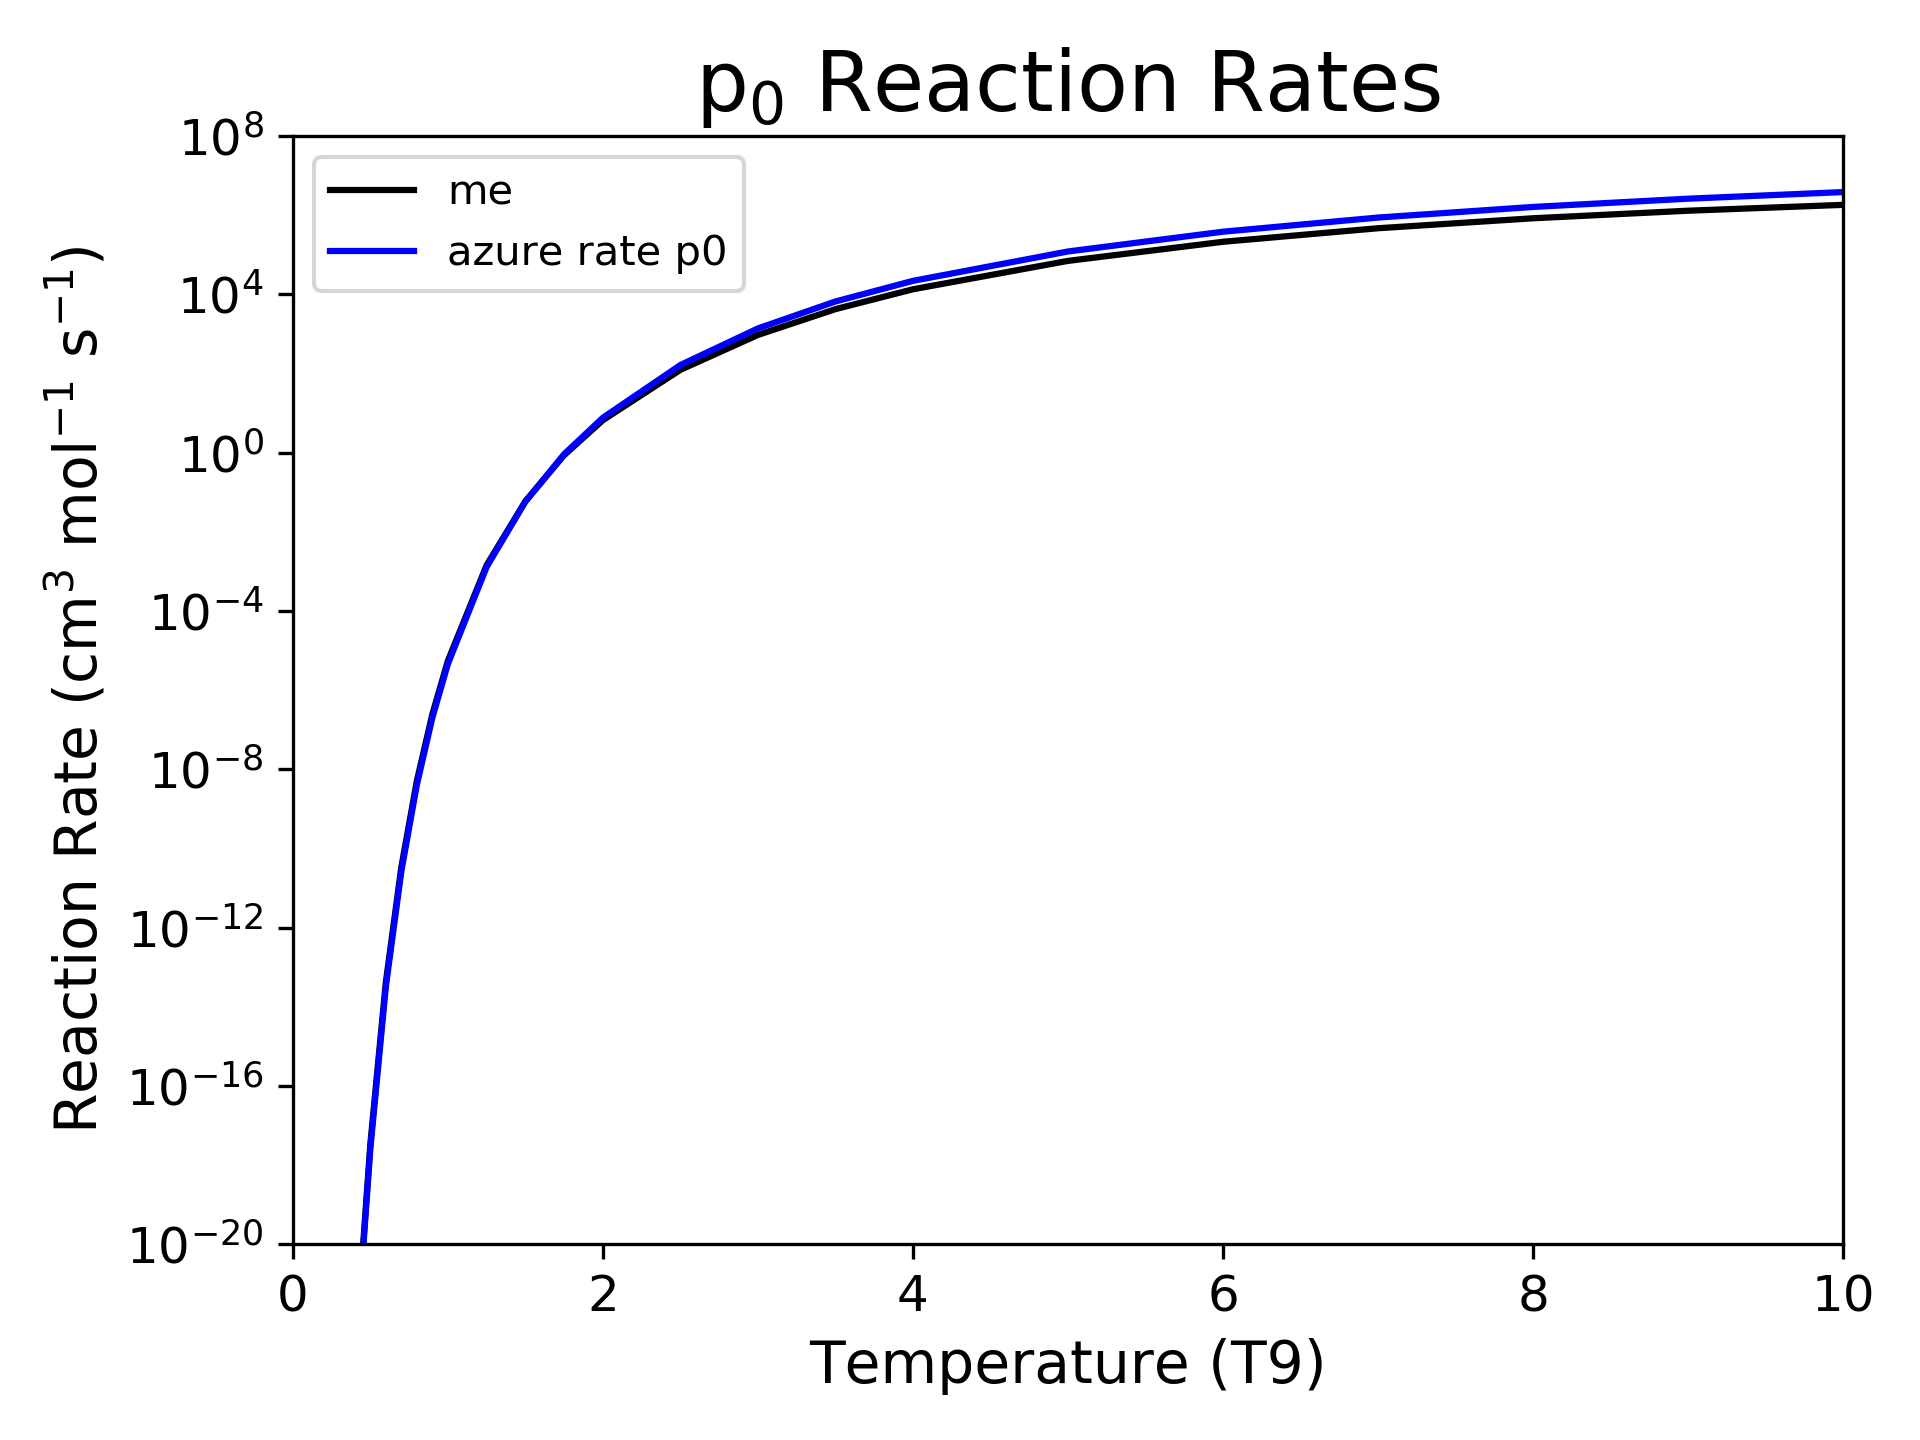 p₀ Reaction Rates
me
azure rate p0
Reaction Rate (cm³ mol⁻¹ s⁻¹)
10⁸
10⁴
10⁰
10⁻⁴
10⁻⁸
10⁻¹²
10⁻¹⁶
10⁻²⁰
0 2 4 6 8 10
Temperature (T9)